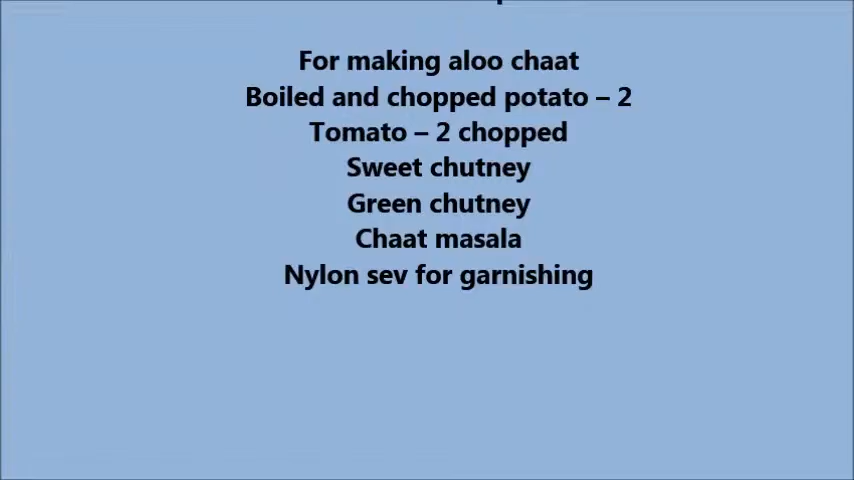 For making aloo chaat
Boiled and chopped potato – 2
Tomato – 2 chopped
Sweet chutney
Green chutney
Chaat masala
Nylon sev for garnishing